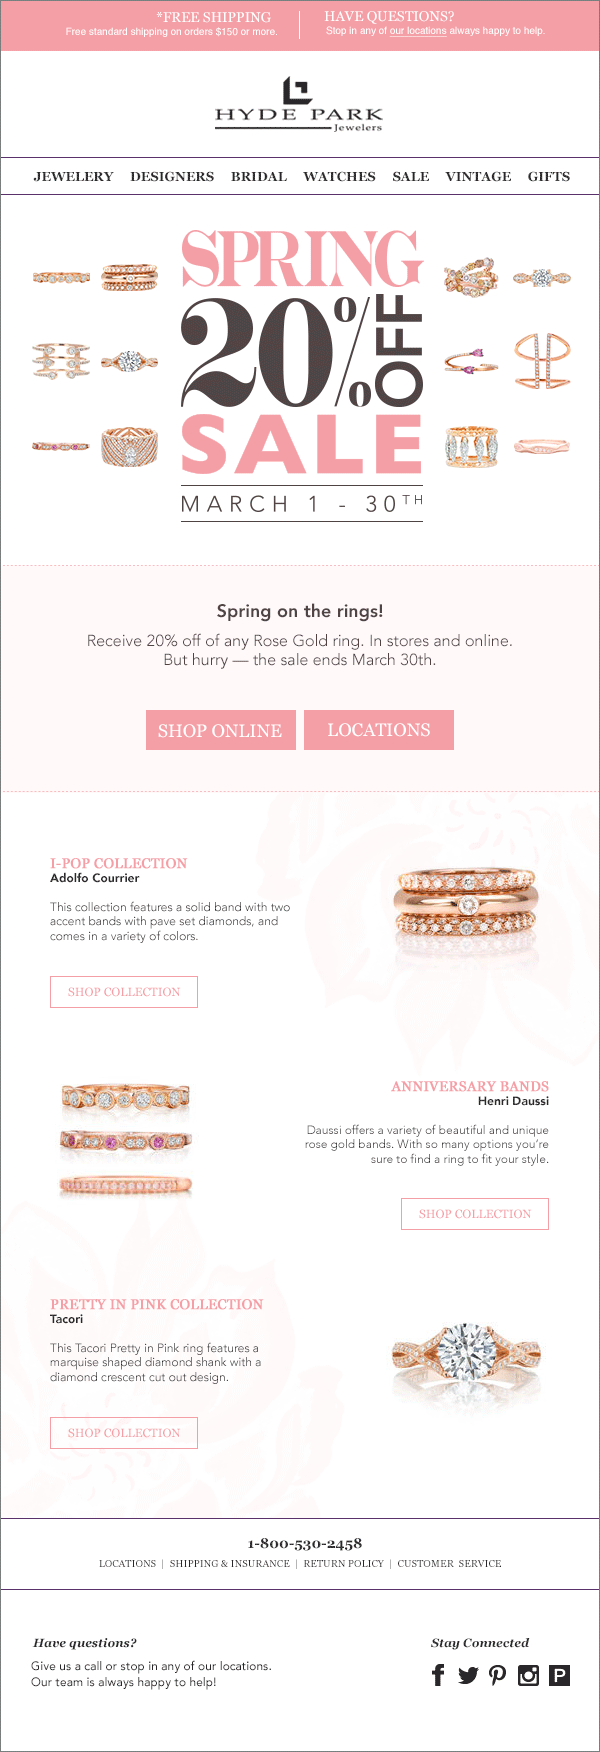 *FREE SHIPPING
Free standard shipping on orders $150 or more.
HAVE QUESTIONS?
Stop in any of our locations always happy to help.
HYDE PARK
Jewelers
JEWELERY DESIGNERS BRIDAL WATCHES SALE VINTAGE GIFTS
SPRING
20% OFF
SALE
MARCH 1 - 30TH
Spring on the rings!
Receive 20% off of any Rose Gold ring. In stores and online.
But hurry — the sale ends March 30th.
SHOP ONLINE LOCATIONS
I-POP COLLECTION
Adolfo Courrier
This collection features a solid band with two
accent bands with pave set diamonds, and
comes in a variety of colors.
SHOP COLLECTION
ANNIVERSARY BANDS
Henri Daussi
Daussi offers a variety of beautiful and unique
rose gold bands. With so many options you're
sure to find a ring to fit your style.
SHOP COLLECTION
PRETTY IN PINK COLLECTION
Tacori
This Tacori Pretty in Pink ring features a
marquise shaped diamond shank with a
diamond crescent cut out design.
SHOP COLLECTION
1-800-530-2458
LOCATIONS | SHIPPING & INSURANCE | RETURN POLICY | CUSTOMER SERVICE
Have questions?
Give us a call or stop in any of our locations.
Our team is always happy to help!
Stay Connected